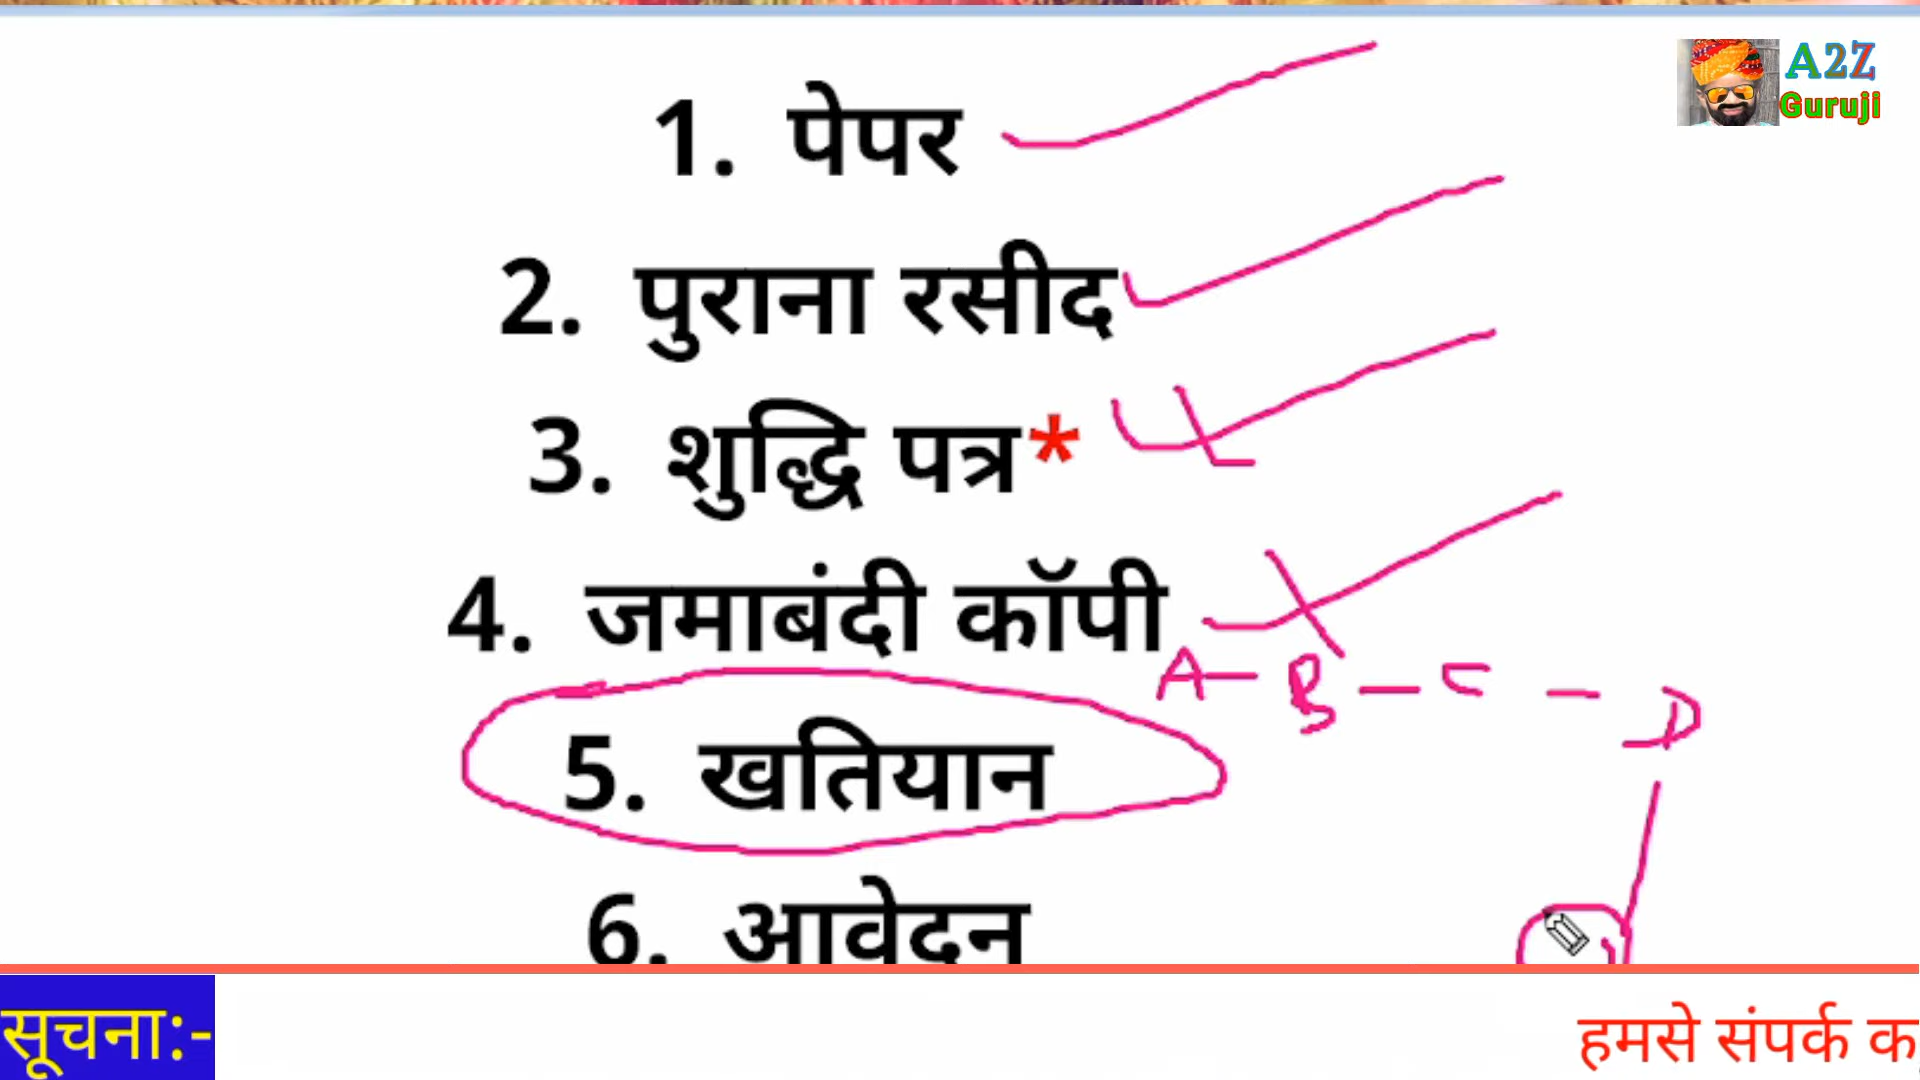 A2Z
Guruji
1. पेपर
2. पुराना रसीद
3. शुद्धि पत्र*
4. जमाबंदी कॉपी
A - B - C - D
5. खतियान
6. आवेदन
सूचना:-
हमसे संपर्क क